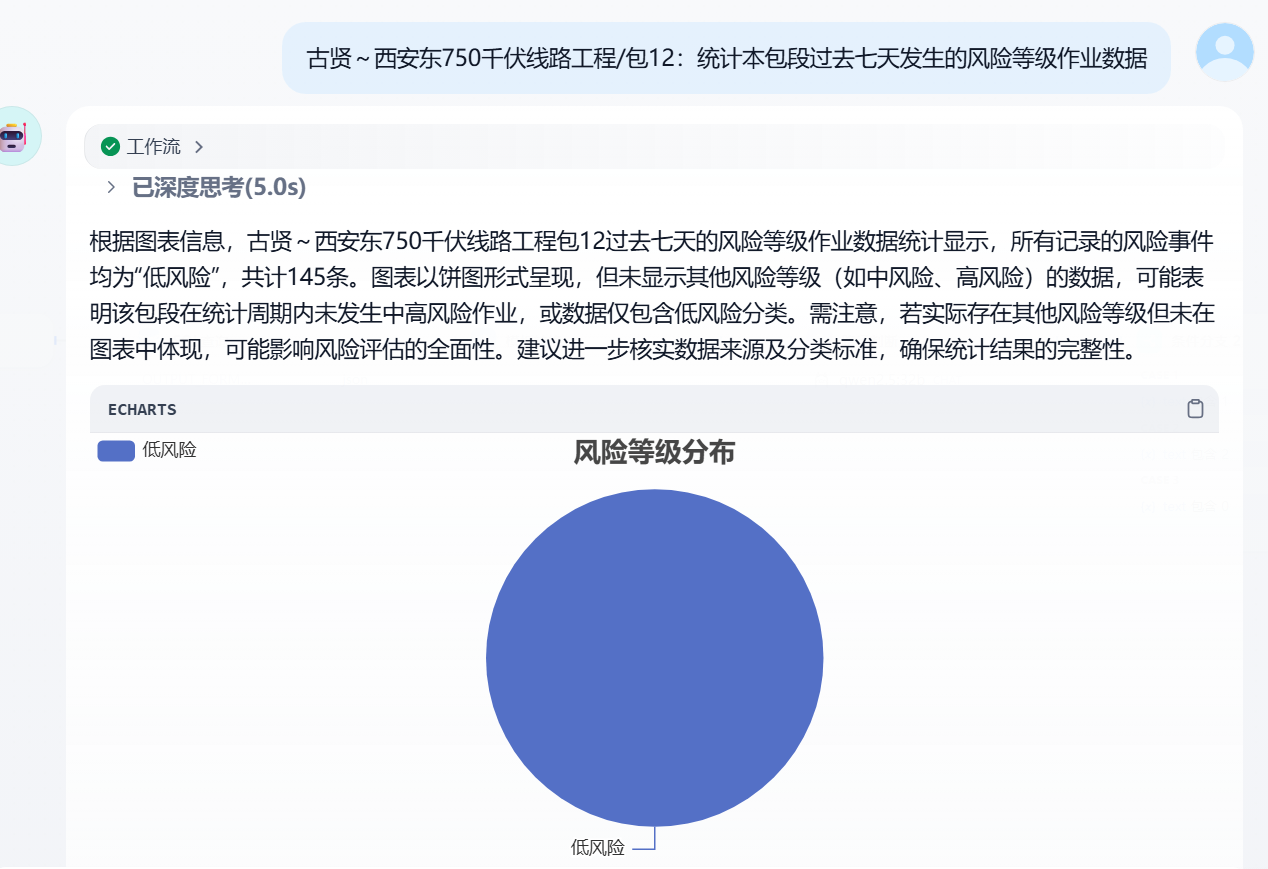 古贤～西安东750千伏线路工程/包12：统计本包段过去七天发生的风险等级作业数据
工作流
已深度思考(5.0s)
根据图表信息，古贤～西安东750千伏线路工程包12过去七天的风险等级作业数据统计显示，所有记录的风险事件
均为“低风险”，共计145条。图表以饼图形式呈现，但未显示其他风险等级（如中风险、高风险）的数据，可能表
明该包段在统计周期内未发生中高风险作业，或数据仅包含低风险分类。需注意，若实际存在其他风险等级但未在
图表中体现，可能影响风险评估的全面性。建议进一步核实数据来源及分类标准，确保统计结果的完整性。
ECHARTS
低风险
风险等级分布
低风险